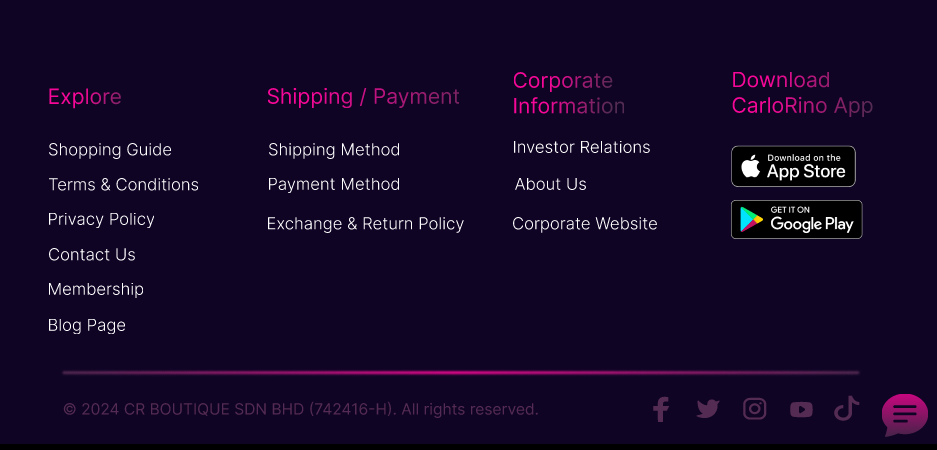 Explore
Shopping Guide
Terms & Conditions
Privacy Policy
Contact Us
Membership
Blog Page
Shipping / Payment
Shipping Method
Payment Method
Exchange & Return Policy
Corporate
Information
Investor Relations
About Us
Corporate Website
Download
CarloRino App
Download on the
App Store
GET IT ON
Google Play
© 2024 CR BOUTIQUE SDN BHD (742416-H). All rights reserved.